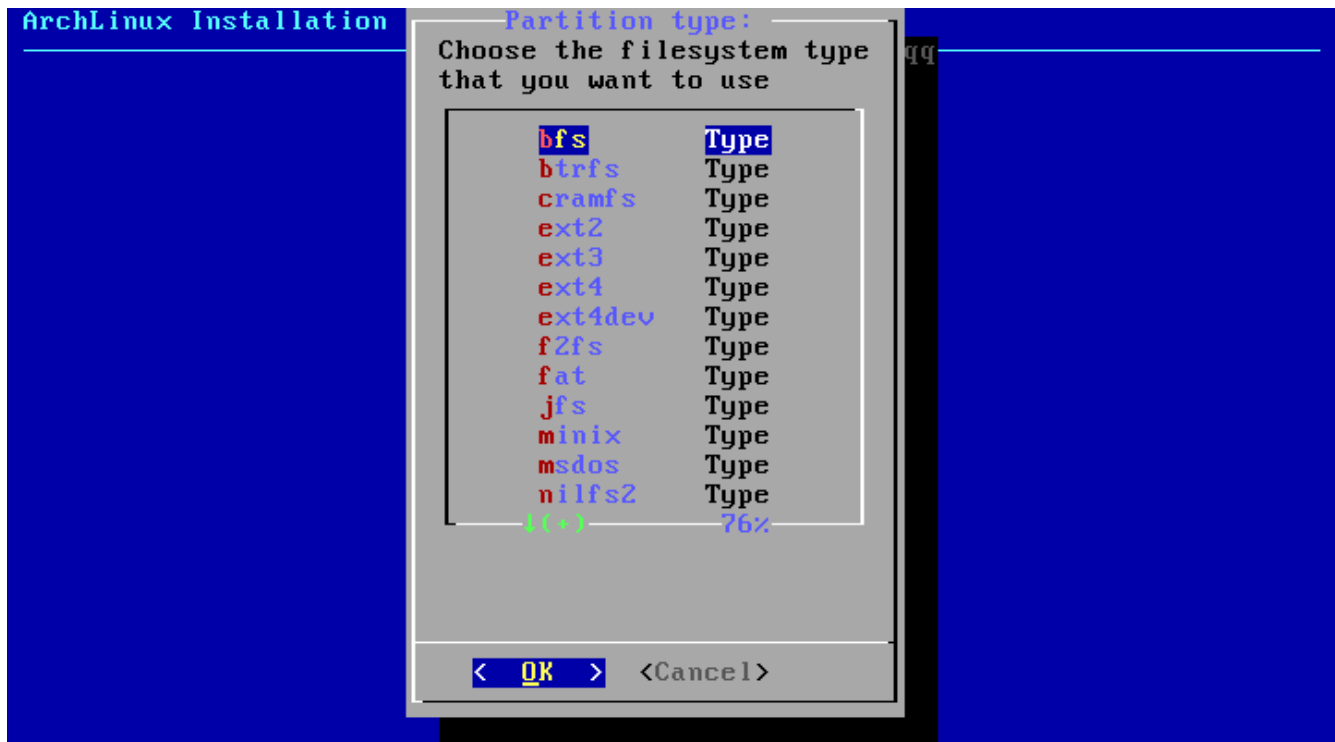 ArchLinux Installation
Partition type:
Choose the filesystem type
that you want to use
qq
bfs Type
btrfs Type
cramfs Type
ext2 Type
ext3 Type
ext4 Type
ext4dev Type
f2fs Type
fat Type
jfs Type
minix Type
msdos Type
nilfs2 Type
↓(+) 76%
< OK > <Cancel>